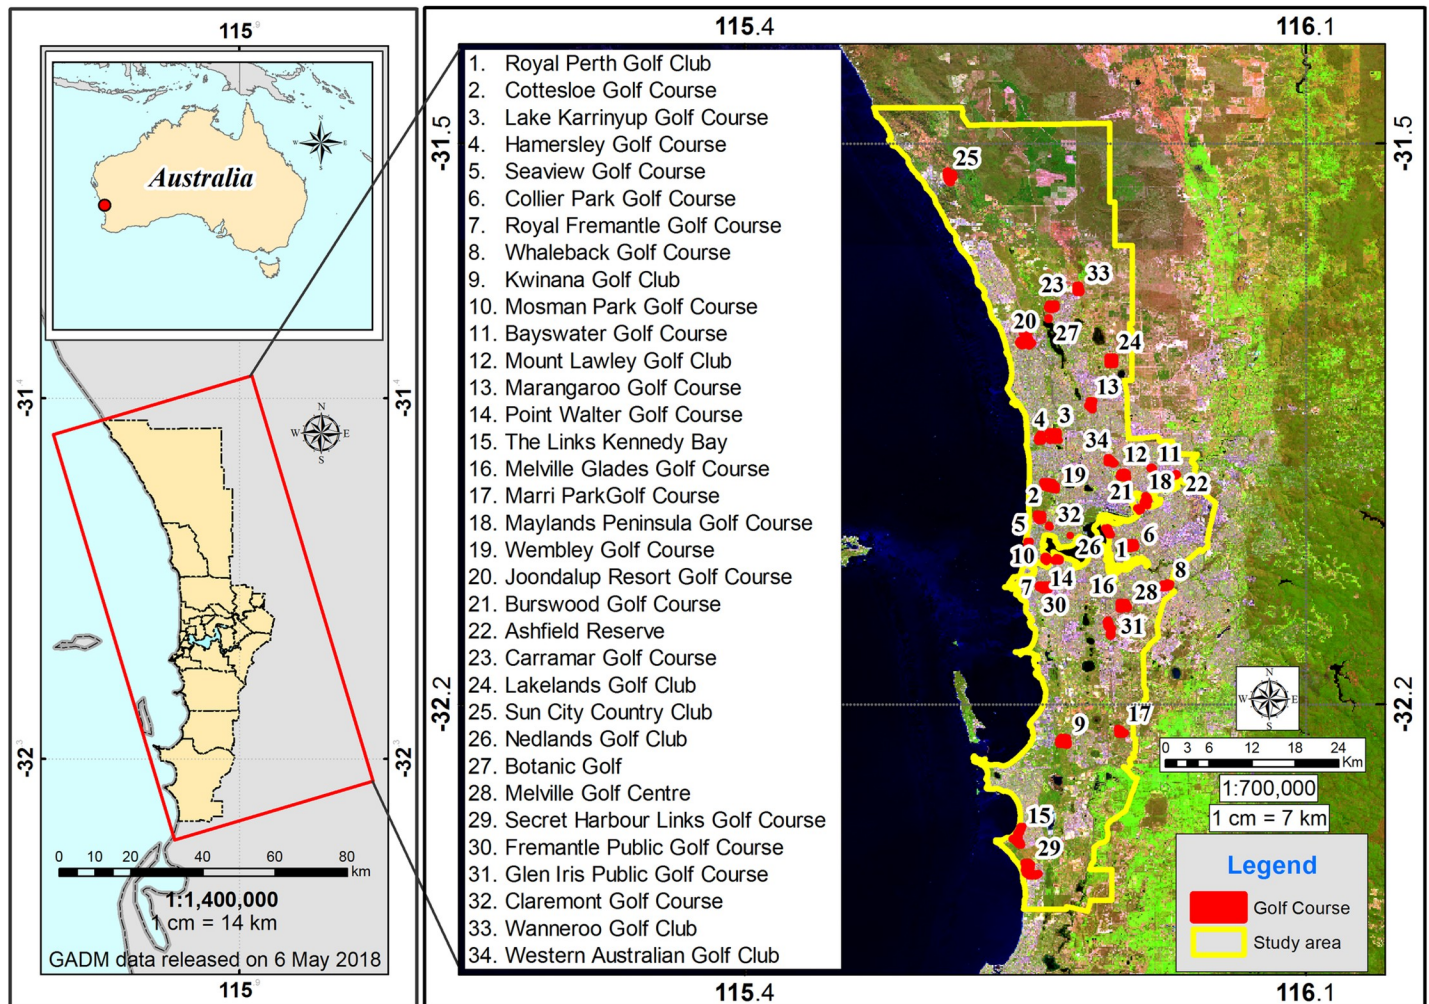 115.9
Australia
N
W
E
S
-31.4
-31.4
N
W
E
S
-32.3
-32.3
0 10 20 40 60 80
km
1:1,400,000
1 cm = 14 km
GADM data released on 6 May 2018
115.9
115.4
116.1
-31.5
-31.5
-32.2
-32.2
1. Royal Perth Golf Club
2. Cottesloe Golf Course
3. Lake Karrinyup Golf Course
4. Hamersley Golf Course
5. Seaview Golf Course
6. Collier Park Golf Course
7. Royal Fremantle Golf Course
8. Whaleback Golf Course
9. Kwinana Golf Club
10. Mosman Park Golf Course
11. Bayswater Golf Course
12. Mount Lawley Golf Club
13. Marangaroo Golf Course
14. Point Walter Golf Course
15. The Links Kennedy Bay
16. Melville Glades Golf Course
17. Marri ParkGolf Course
18. Maylands Peninsula Golf Course
19. Wembley Golf Course
20. Joondalup Resort Golf Course
21. Burswood Golf Course
22. Ashfield Reserve
23. Carramar Golf Course
24. Lakelands Golf Club
25. Sun City Country Club
26. Nedlands Golf Club
27. Botanic Golf
28. Melville Golf Centre
29. Secret Harbour Links Golf Course
30. Fremantle Public Golf Course
31. Glen Iris Public Golf Course
32. Claremont Golf Course
33. Wanneroo Golf Club
34. Western Australian Golf Club
25
33
23
20
27
24
13
4
3
34
12
11
19
18
22
2
21
5
32
6
10
26
1
7
14
16
8
30
28
31
17
9
15
29
N
W
E
S
0 3 6 12 18 24
Km
1:700,000
1 cm = 7 km
Legend
Golf Course
Study area
115.4
116.1